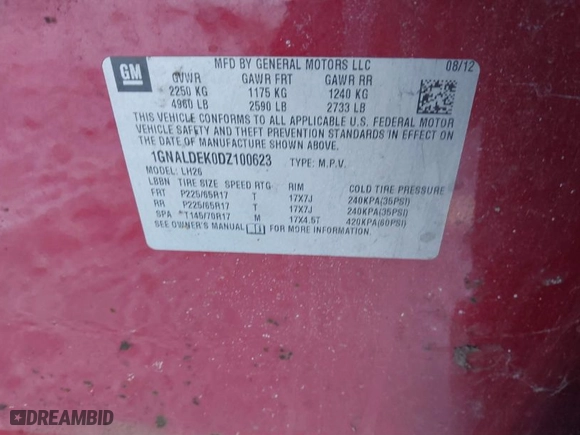 GM
MFD BY GENERAL MOTORS LLC 08/12
GVWR GAWR FRT GAWR RR
2250 KG 1175 KG 1240 KG
4960 LB 2590 LB 2733 LB
THIS VEHICLE CONFORMS TO ALL APPLICABLE U.S. FEDERAL MOTOR
VEHICLE SAFETY AND THEFT PREVENTION STANDARDS IN EFFECT ON
THE DATE OF MANUFACTURE SHOWN ABOVE.
1GNALDEK0DZ100623 TYPE: M.P.V.
MODEL: LH26
LBBN TIRE SIZE SPEED RTG RIM COLD TIRE PRESSURE
FRT P225/65R17 T 17X7J 240KPA(35PSI)
RR P225/65R17 T 17X7J 240KPA(35PSI)
SPA *T145/70R17 M 17X4.5T 420KPA(60PSI)
SEE OWNER'S MANUAL FOR MORE INFORMATION.
DREAMBID